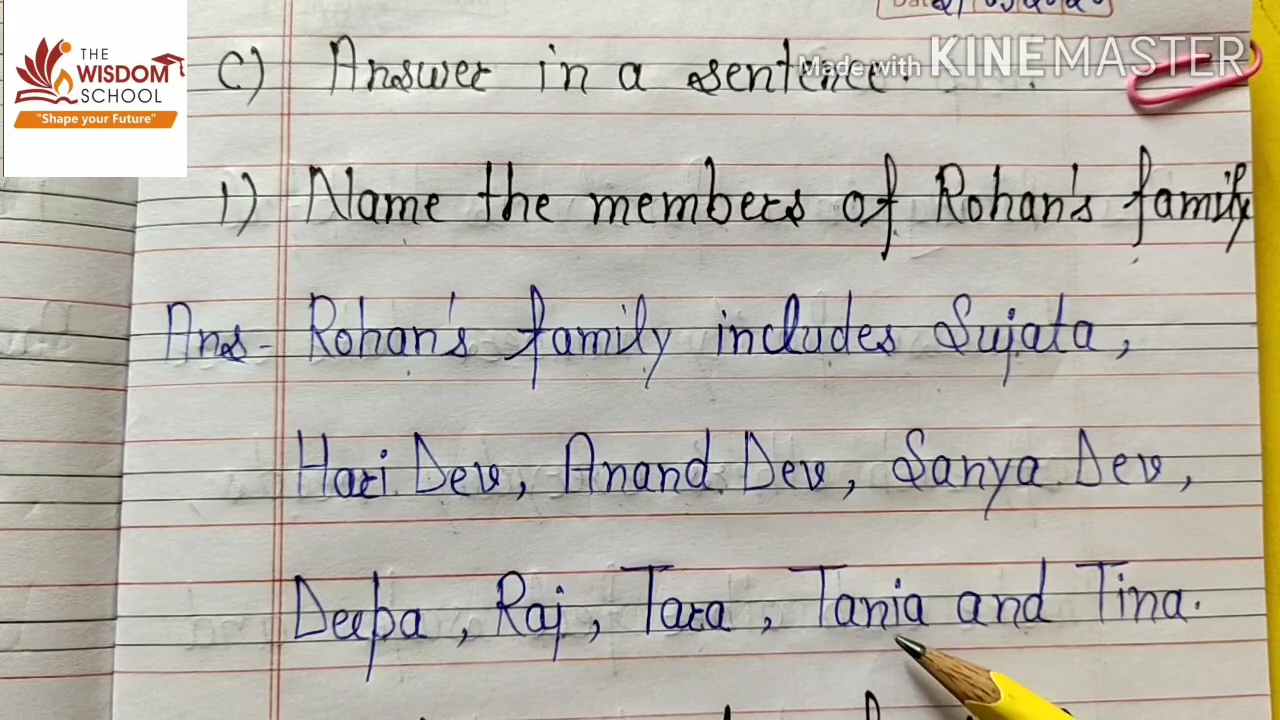 THE
WISDOM
SCHOOL
"Shape your Future"
Made with KINEMASTER
C) Answer in a sentence.
1) Name the members of Rohan's family
Ans- Rohan's family includes Sujata,
Hari Dev, Anand Dev, Sanya Dev,
Deepa, Raj, Tara, Tania and Tina.